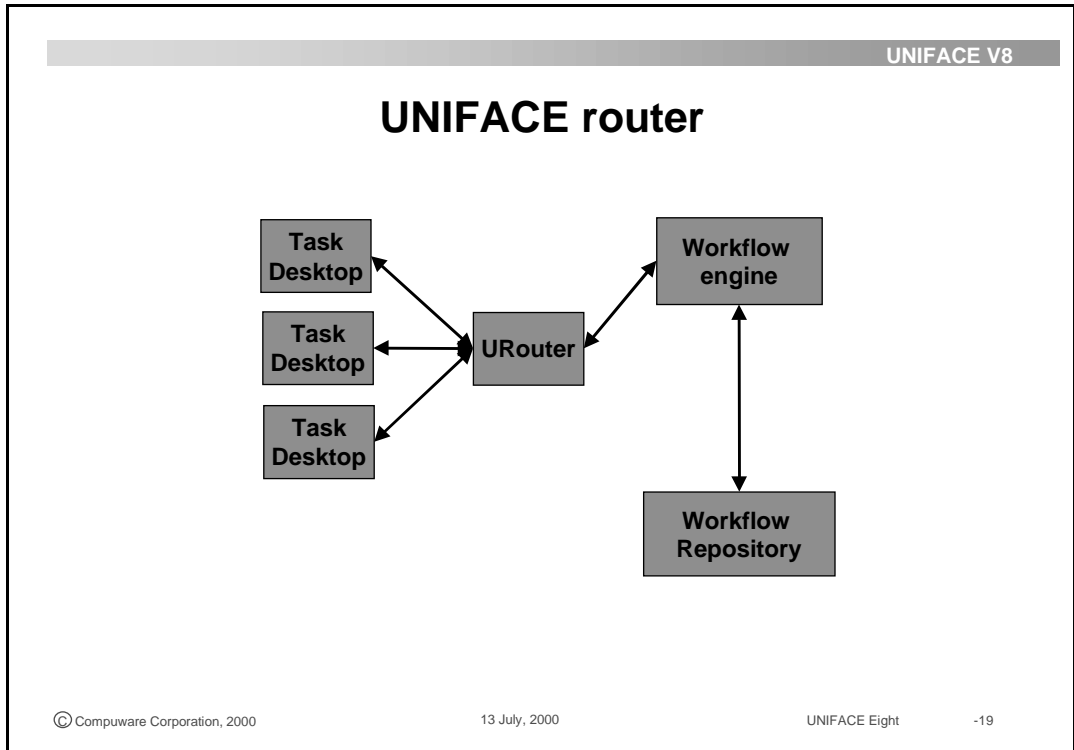 UNIFACE V8
UNIFACE router
Task
Desktop
Task
Desktop
Task
Desktop
URouter
Workflow
engine
Workflow
Repository
© Compuware Corporation, 2000
13 July, 2000
UNIFACE Eight
-19